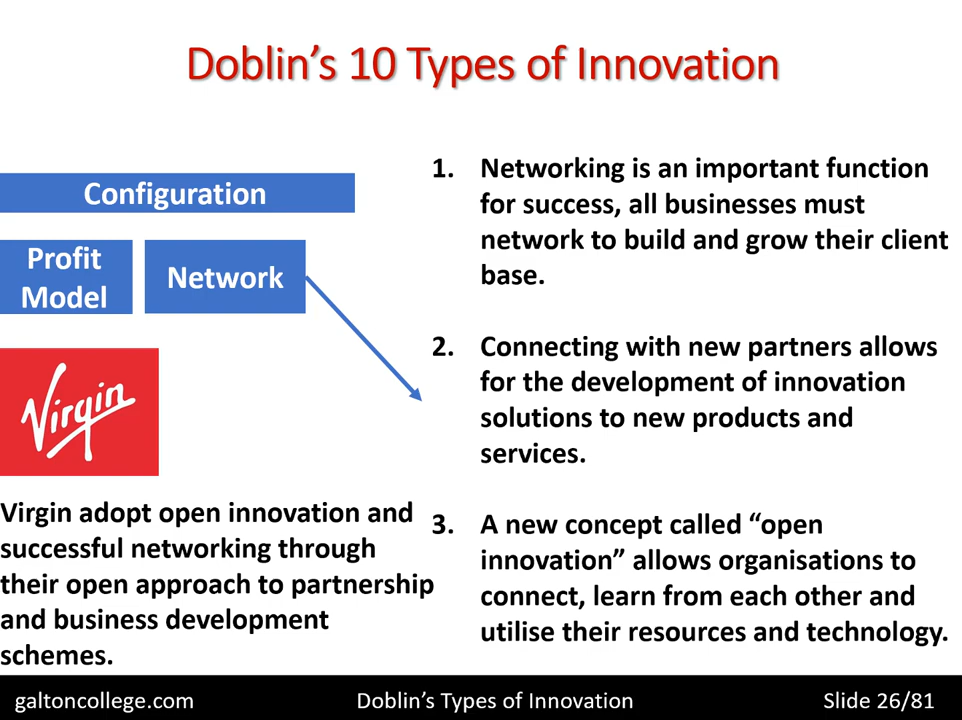 Doblin’s 10 Types of Innovation
Configuration
Profit
Model
Network
Virgin
Virgin adopt open innovation and
successful networking through
their open approach to partnership
and business development
schemes.
1. Networking is an important function
for success, all businesses must
network to build and grow their client
base.
2. Connecting with new partners allows
for the development of innovation
solutions to new products and
services.
3. A new concept called “open
innovation” allows organisations to
connect, learn from each other and
utilise their resources and technology.
galtoncollege.com
Doblin’s Types of Innovation
Slide 26/81